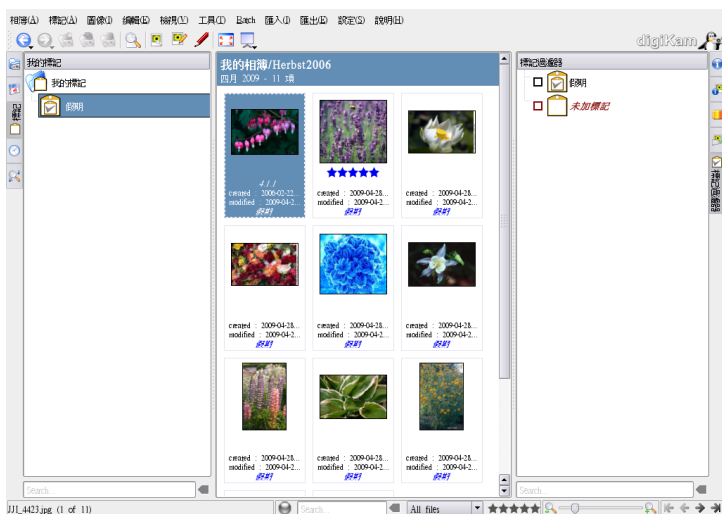 相簿(A) 標記(A) 圖像(I) 編輯(E) 檢視(V) 工具(T) Batch 匯入(I) 匯出(E) 設定(S) 說明(H)
digiKam
我的標記
我的標記
假期
我的相簿/Herbst2006
四月 2009 - 11 項
4 / /
created : 2006-02-22...
modified : 2009-04-2...
假期
created : 2009-04-28...
modified : 2009-04-2...
假期
created : 2009-04-28...
modified : 2009-04-2...
假期
created : 2009-04-28...
modified : 2009-04-2...
假期
created : 2009-04-28...
modified : 2009-04-2...
假期
created : 2009-04-28...
modified : 2009-04-2...
假期
created : 2009-04-28...
modified : 2009-04-2...
假期
created : 2009-04-28...
modified : 2009-04-2...
假期
created : 2009-04-28...
modified : 2009-04-2...
假期
標記過濾器
假期
未加標記
標記過濾器
Search...
Search...
JJJ_4423.jpg (1 of 11)
Search...
All files